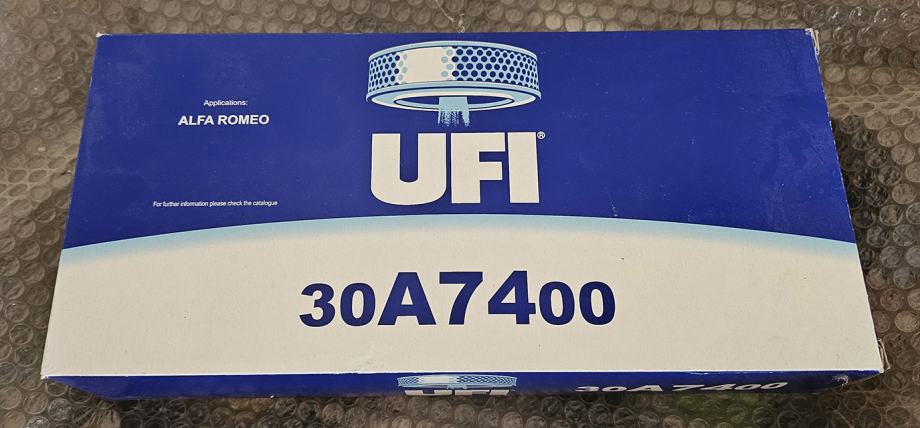 Applications:
ALFA ROMEO
UFI®
For further information please check the catalogue
30A7400
UFI
30A7400